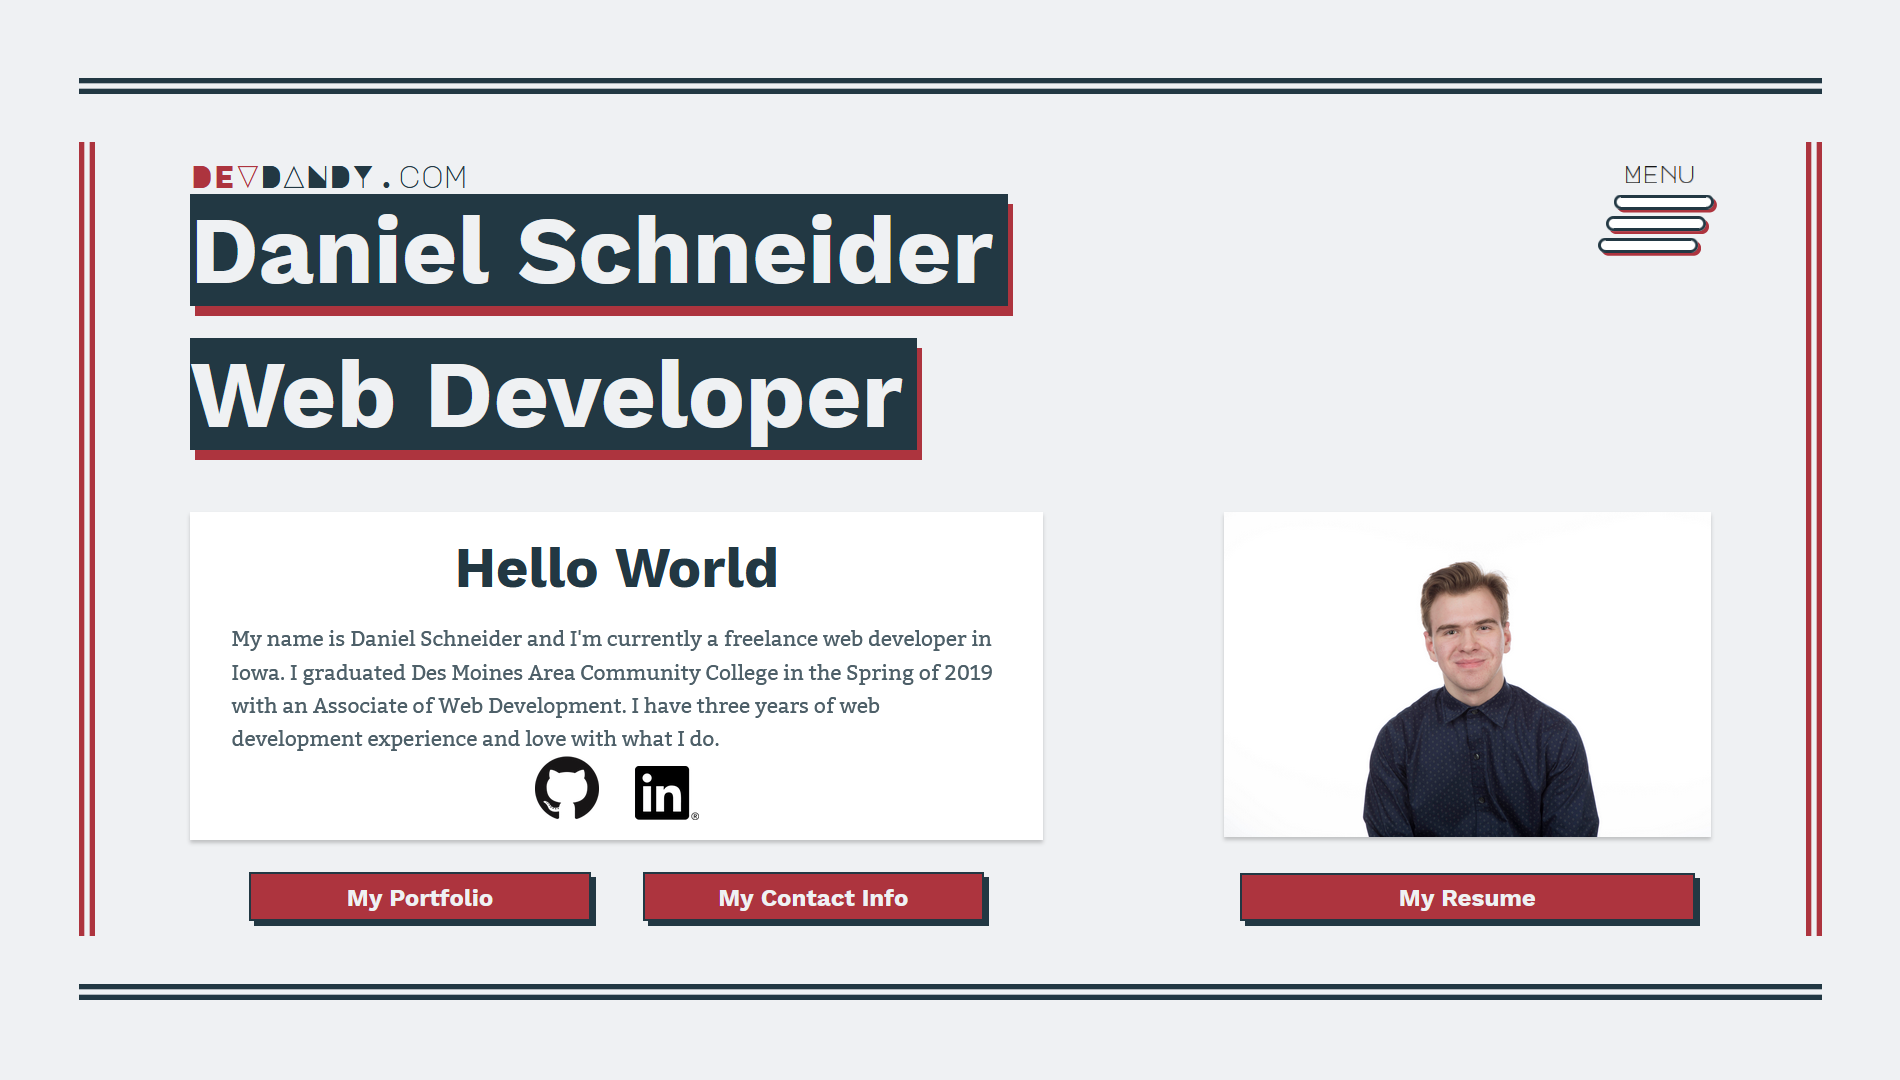 DEVDANDY.COM
MENU
Daniel Schneider
Web Developer
Hello World
My name is Daniel Schneider and I'm currently a freelance web developer in
Iowa. I graduated Des Moines Area Community College in the Spring of 2019
with an Associate of Web Development. I have three years of web
development experience and love with what I do.
in ®
My Portfolio
My Contact Info
My Resume